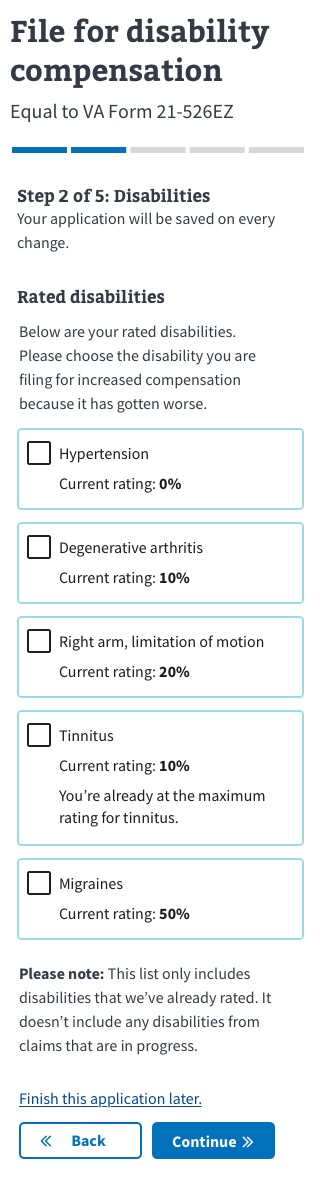 File for disability
compensation
Equal to VA Form 21-526EZ
Step 2 of 5: Disabilities
Your application will be saved on every
change.
Rated disabilities
Below are your rated disabilities.
Please choose the disability you are
filing for increased compensation
because it has gotten worse.
Hypertension
Current rating: 0%
Degenerative arthritis
Current rating: 10%
Right arm, limitation of motion
Current rating: 20%
Tinnitus
Current rating: 10%
You’re already at the maximum
rating for tinnitus.
Migraines
Current rating: 50%
Please note: This list only includes
disabilities that we’ve already rated. It
doesn’t include any disabilities from
claims that are in progress.
Finish this application later.
« Back
Continue »